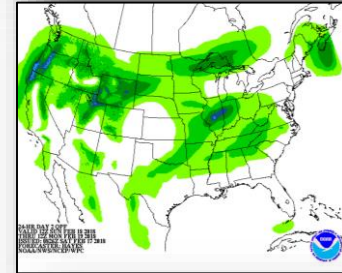 24-HR DAY 2 QPF
VALID 12Z SUN FEB 18 2018
THRU 12Z MON FEB 19 2018
ISSUED: 0826Z SAT FEB 17 2018
FORECASTER: HAYES
NOAA/NWS/NCEP/WPC